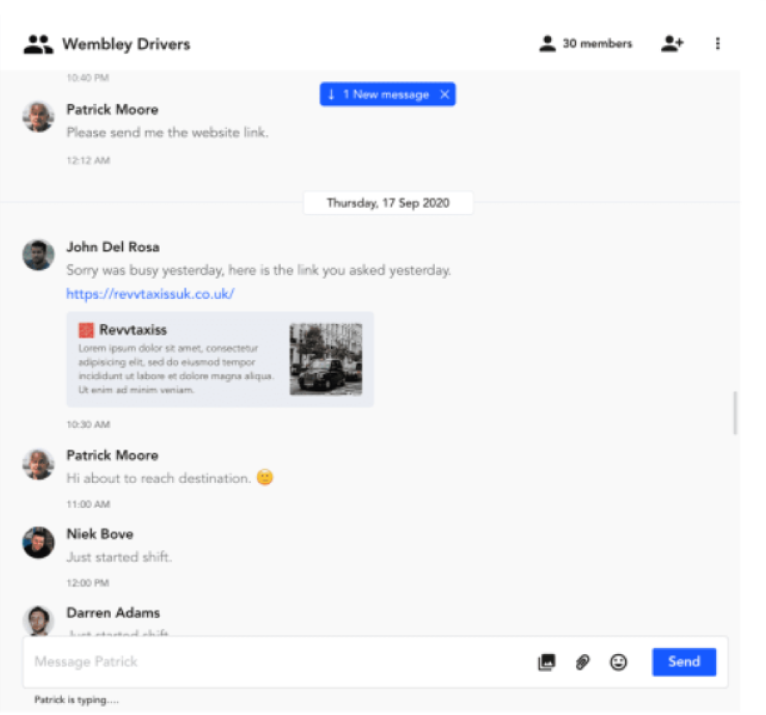 Wembley Drivers
30 members
10:40 PM
↓ 1 New message ×
Patrick Moore
Please send me the website link.
12:12 AM
Thursday, 17 Sep 2020
John Del Rosa
Sorry was busy yesterday, here is the link you asked yesterday.
https://revvtaxissuk.co.uk/
Revvtaxiss
Lorem ipsum dolor sit amet, consectetur
adipisicing elit, sed do eiusmod tempor
incididunt ut labore et dolore magna aliqua.
Ut enim ad minim veniam.
10:30 AM
Patrick Moore
Hi about to reach destination. 🙂
11:00 AM
Niek Bove
Just started shift.
12:00 PM
Darren Adams
Just started shift
Message Patrick
Send
Patrick is typing....